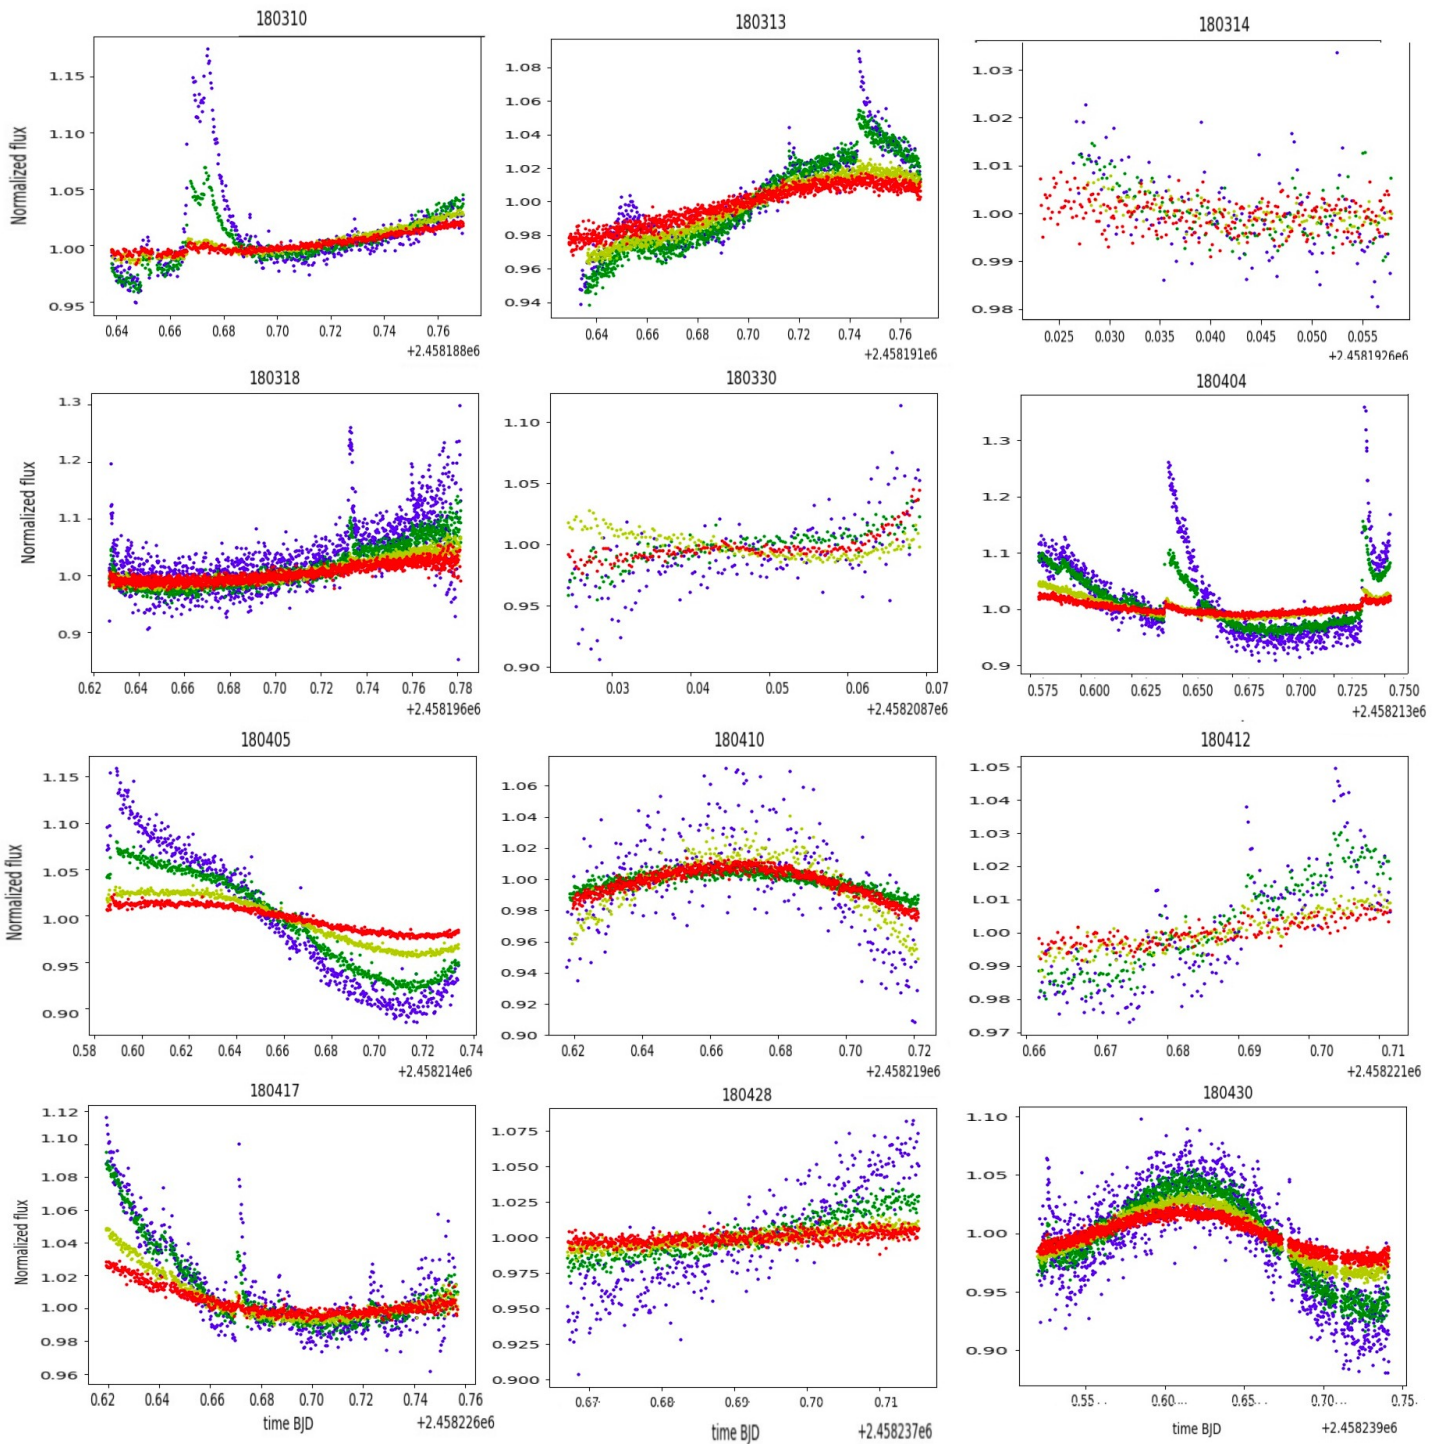 180310
180313
180314
Normalized flux
1.15
1.10
1.05
1.00
0.95
0.64 0.66 0.68 0.70 0.72 0.74 0.76
+2.458188e6
1.08
1.06
1.04
1.02
1.00
0.98
0.96
0.94
0.64 0.66 0.68 0.70 0.72 0.74 0.76
+2.458191e6
1.03
1.02
1.01
1.00
0.99
0.98
0.025 0.030 0.035 0.040 0.045 0.050 0.055
+2.4581926e6
180318
180330
180404
Normalized flux
1.3
1.2
1.1
1.0
0.9
0.62 0.64 0.66 0.68 0.70 0.72 0.74 0.76 0.78
+2.458196e6
1.10
1.05
1.00
0.95
0.90
0.03 0.04 0.05 0.06 0.07
+2.4582087e6
1.3
1.2
1.1
1.0
0.9
0.575 0.600 0.625 0.650 0.675 0.700 0.725 0.750
+2.458213e6
180405
180410
180412
Normalized flux
1.15
1.10
1.05
1.00
0.95
0.90
0.58 0.60 0.62 0.64 0.66 0.68 0.70 0.72 0.74
+2.458214e6
1.06
1.04
1.02
1.00
0.98
0.96
0.94
0.92
0.90
0.62 0.64 0.66 0.68 0.70 0.72
+2.458219e6
1.05
1.04
1.03
1.02
1.01
1.00
0.99
0.98
0.97
0.66 0.67 0.68 0.69 0.70 0.71
+2.458221e6
180417
180428
180430
Normalized flux
1.12
1.10
1.08
1.06
1.04
1.02
1.00
0.98
0.96
0.62 0.64 0.66 0.68 0.70 0.72 0.74 0.76
time BJD
+2.458226e6
1.075
1.050
1.025
1.000
0.975
0.950
0.925
0.900
0.67 0.68 0.69 0.70 0.71
time BJD
+2.458237e6
1.10
1.05
1.00
0.95
0.90
0.55 0.60 0.65 0.70 0.75
time BJD
+2.458239e6